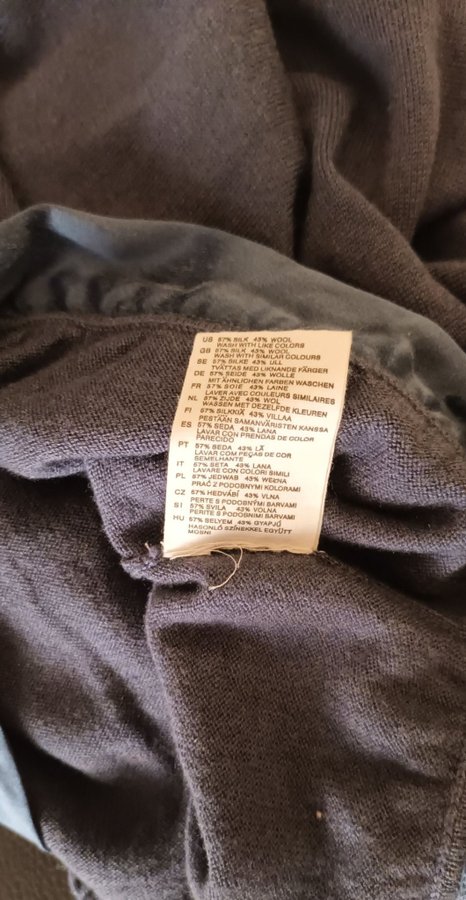 US 57% SILK 43% WOOL
WASH WITH LIKE COLORS
GB 57% SILK 43% WOOL
WASH WITH SIMILAR COLOURS
SE 57% SILKE 43% ULL
TVÄTTAS MED LIKNANDE FÄRGER
DE 57% SEIDE 43% WOLLE
MIT ÄHNLICHEN FARBEN WASCHEN
FR 57% SOIE 43% LAINE
LAVER AVEC COULEURS SIMILAIRES
NL 57% ZIJDE 43% WOL
WASSEN MET DEZELFDE KLEUREN
FI 57% SILKKIÄ 43% VILLAA
PESTÄÄN SAMANVÄRISTEN KANSSA
ES 57% SEDA 43% LANA
LAVAR CON PRENDAS DE COLOR
PARECIDO
PT 57% SEDA 43% LÃ
LAVAR COM PEÇAS DE COR
SEMELHANTE
IT 57% SETA 43% LANA
LAVARE CON COLORI SIMILI
PL 57% JEDWAB 43% WEŁNA
PRAĆ Z PODOBNYMI KOLORAMI
CZ 57% HEDVÁBÍ 43% VLNA
PERTE S PODOBNÝMI BARVAMI
SI 57% SVILA 43% VOLNA
PERITE S PODOBNIMI BARVAMI
HU 57% SELYEM 43% GYAPJÚ
HASONLÓ SZÍNEKKEL EGYÜTT
MOSNI